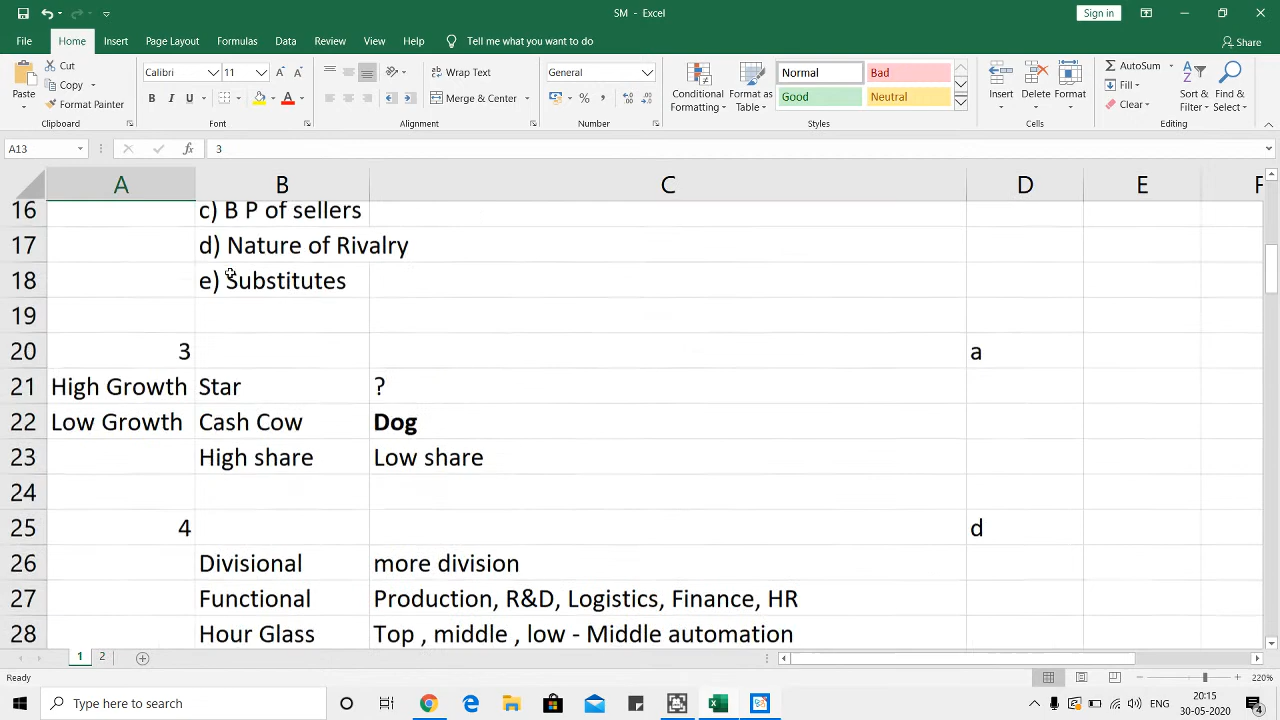 SM - Excel
Sign in
File Home Insert Page Layout Formulas Data Review View Help Tell me what you want to do Share
Paste Cut Copy Format Painter Clipboard
Calibri 11 B I U Font
Wrap Text Merge & Center Alignment
General % Number
Conditional Formatting Format as Table Normal Bad Good Neutral Styles
Insert Delete Format Cells
AutoSum Fill Clear Sort & Filter Find & Select Editing
A13 fx 3
A B C D E F
16 c) B P of sellers
17 d) Nature of Rivalry
18 e) Substitutes
19
20 3 a
21 High Growth Star ?
22 Low Growth Cash Cow Dog
23 High share Low share
24
25 4 d
26 Divisional more division
27 Functional Production, R&D, Logistics, Finance, HR
28 Hour Glass Top , middle , low - Middle automation
1 2
Ready 220%
Type here to search ENG 20:15
30-05-2020 4